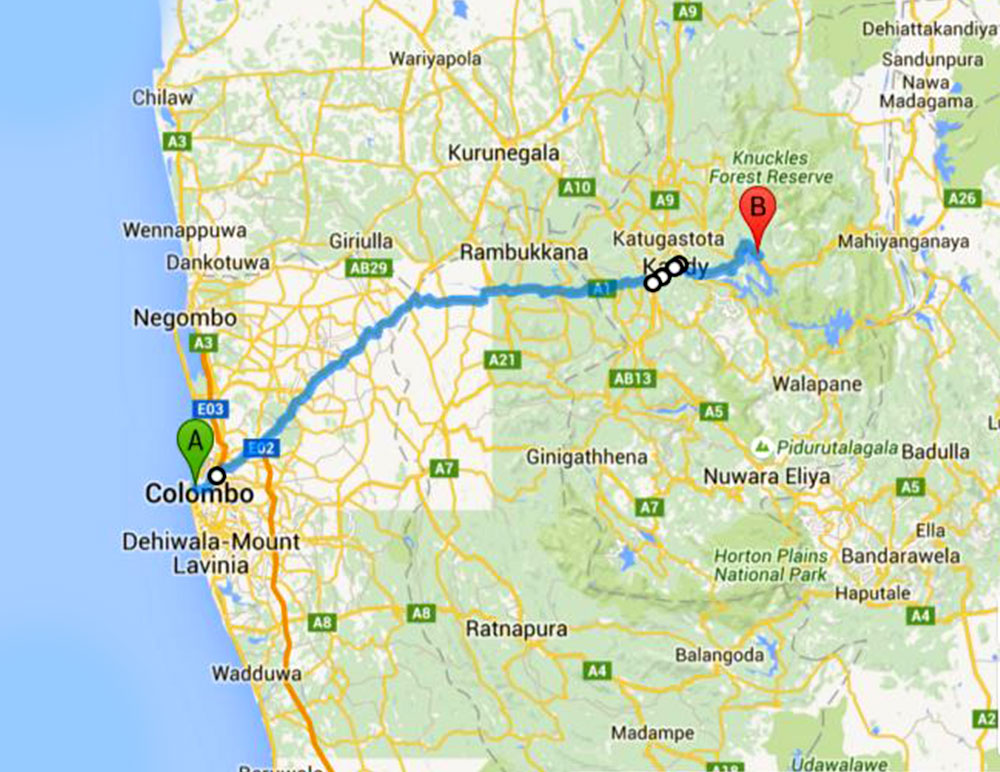 A9
Dehiattakandiya
Wariyapola
Sandunpura
Nawa
Madagama
Chilaw
A3
Kurunegala
Knuckles
Forest Reserve
A10
A9
A26
B
Wennappuwa
Giriulla
Katugastota
Mahiyanganaya
Dankotuwa
AB29
Rambukkana
Kandy
A1
Negombo
A3
A21
AB13
Walapane
E03
A5
A
E02
Pidurutalagala
Badulla
Ginigathhena
A7
Nuwara Eliya
Colombo
A5
A7
Ella
Dehiwala-Mount
Lavinia
Horton Plains
National Park
Bandarawela
Haputale
A8
A8
A4
Ratnapura
Balangoda
Wadduwa
A4
A2
Madampe
Udawalawe